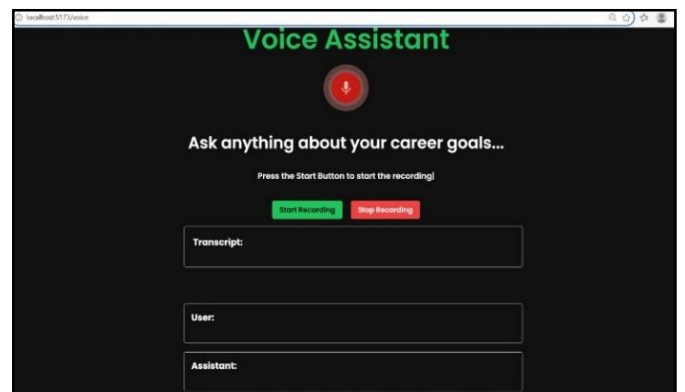 localhost:5173/voice
Voice Assistant
Ask anything about your career goals...
Press the Start Button to start the recording|
Start Recording Stop Recording
Transcript:
User:
Assistant: